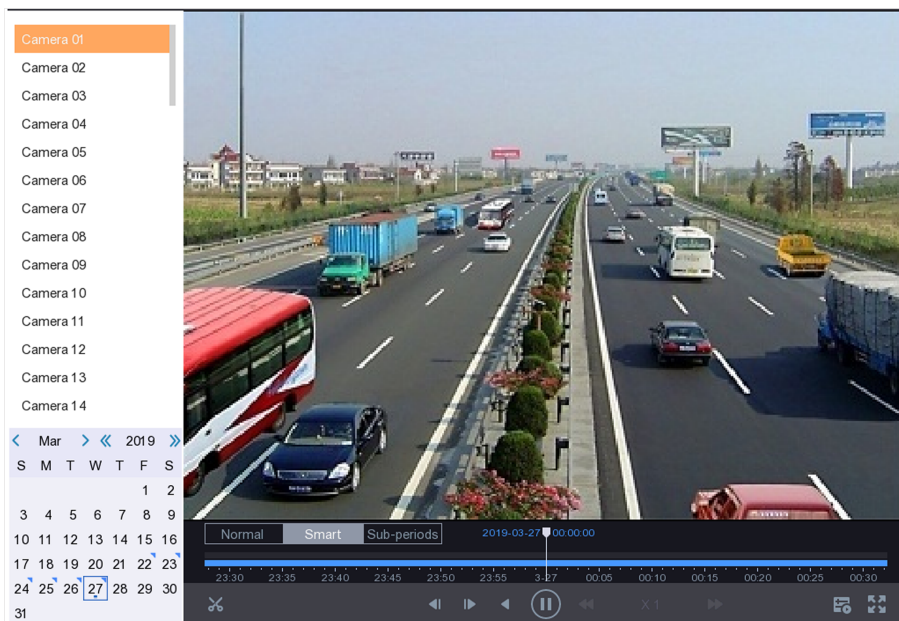 Camera 01
Camera 02
Camera 03
Camera 04
Camera 05
Camera 06
Camera 07
Camera 08
Camera 09
Camera 10
Camera 11
Camera 12
Camera 13
Camera 14
Mar 2019
S M T W T F S
1 2
3 4 5 6 7 8 9
10 11 12 13 14 15 16
17 18 19 20 21 22 23
24 25 26 27 28 29 30
31
Normal Smart Sub-periods 2019-03-27 00:00:00
23:30 23:35 23:40 23:45 23:50 23:55 3-27 00:05 00:10 00:15 00:20 00:25 00:30
X 1